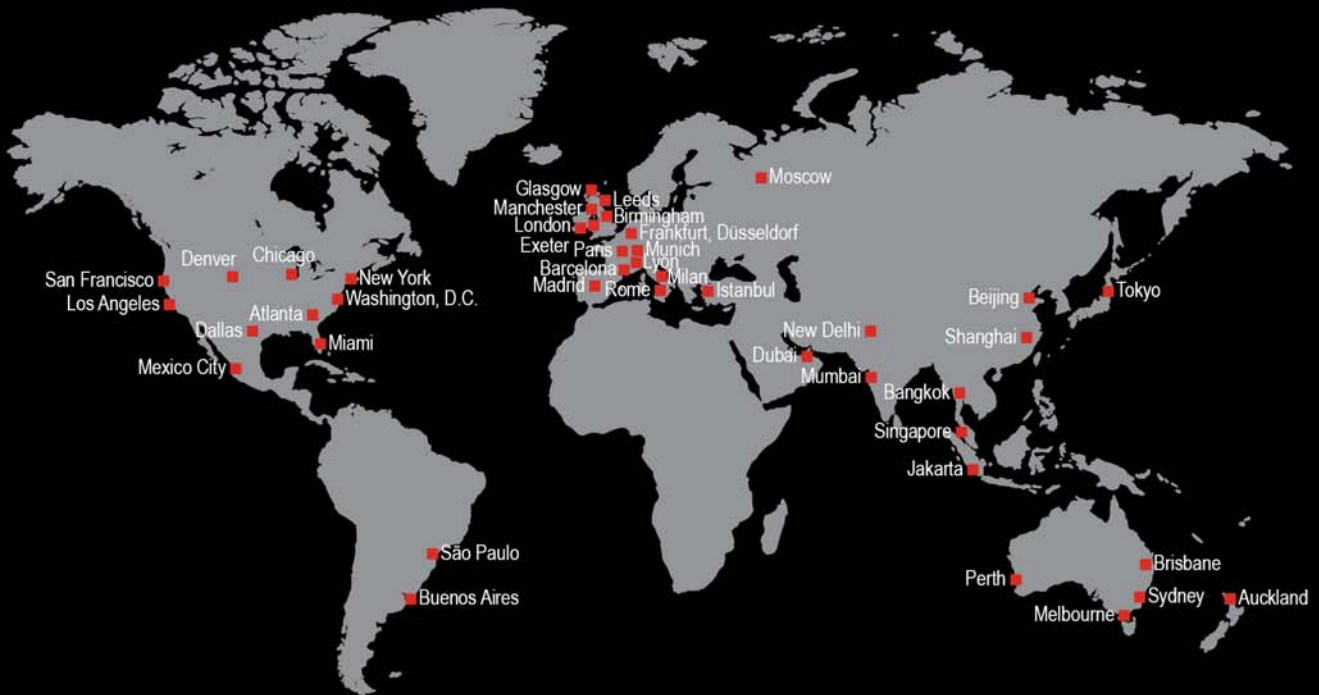 Moscow
Glasgow
Leeds
Manchester
Birmingham
London
Frankfurt, Düsseldorf
Exeter
Paris
Munich
Lyon
Barcelona
Milan
Madrid
Rome
Istanbul
Denver
Chicago
San Francisco
New York
Los Angeles
Washington, D.C.
Atlanta
Dallas
Miami
Mexico City
Beijing
Tokyo
New Delhi
Shanghai
Dubai
Mumbai
Bangkok
Singapore
Jakarta
São Paulo
Buenos Aires
Brisbane
Perth
Sydney
Auckland
Melbourne